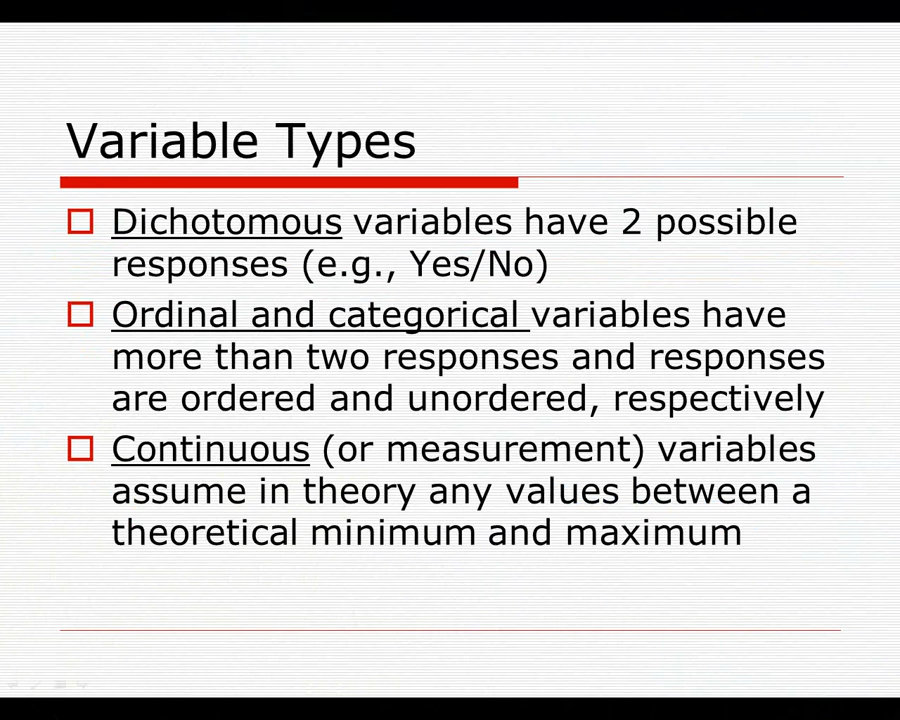 Variable Types
Dichotomous variables have 2 possible
responses (e.g., Yes/No)
Ordinal and categorical variables have
more than two responses and responses
are ordered and unordered, respectively
Continuous (or measurement) variables
assume in theory any values between a
theoretical minimum and maximum